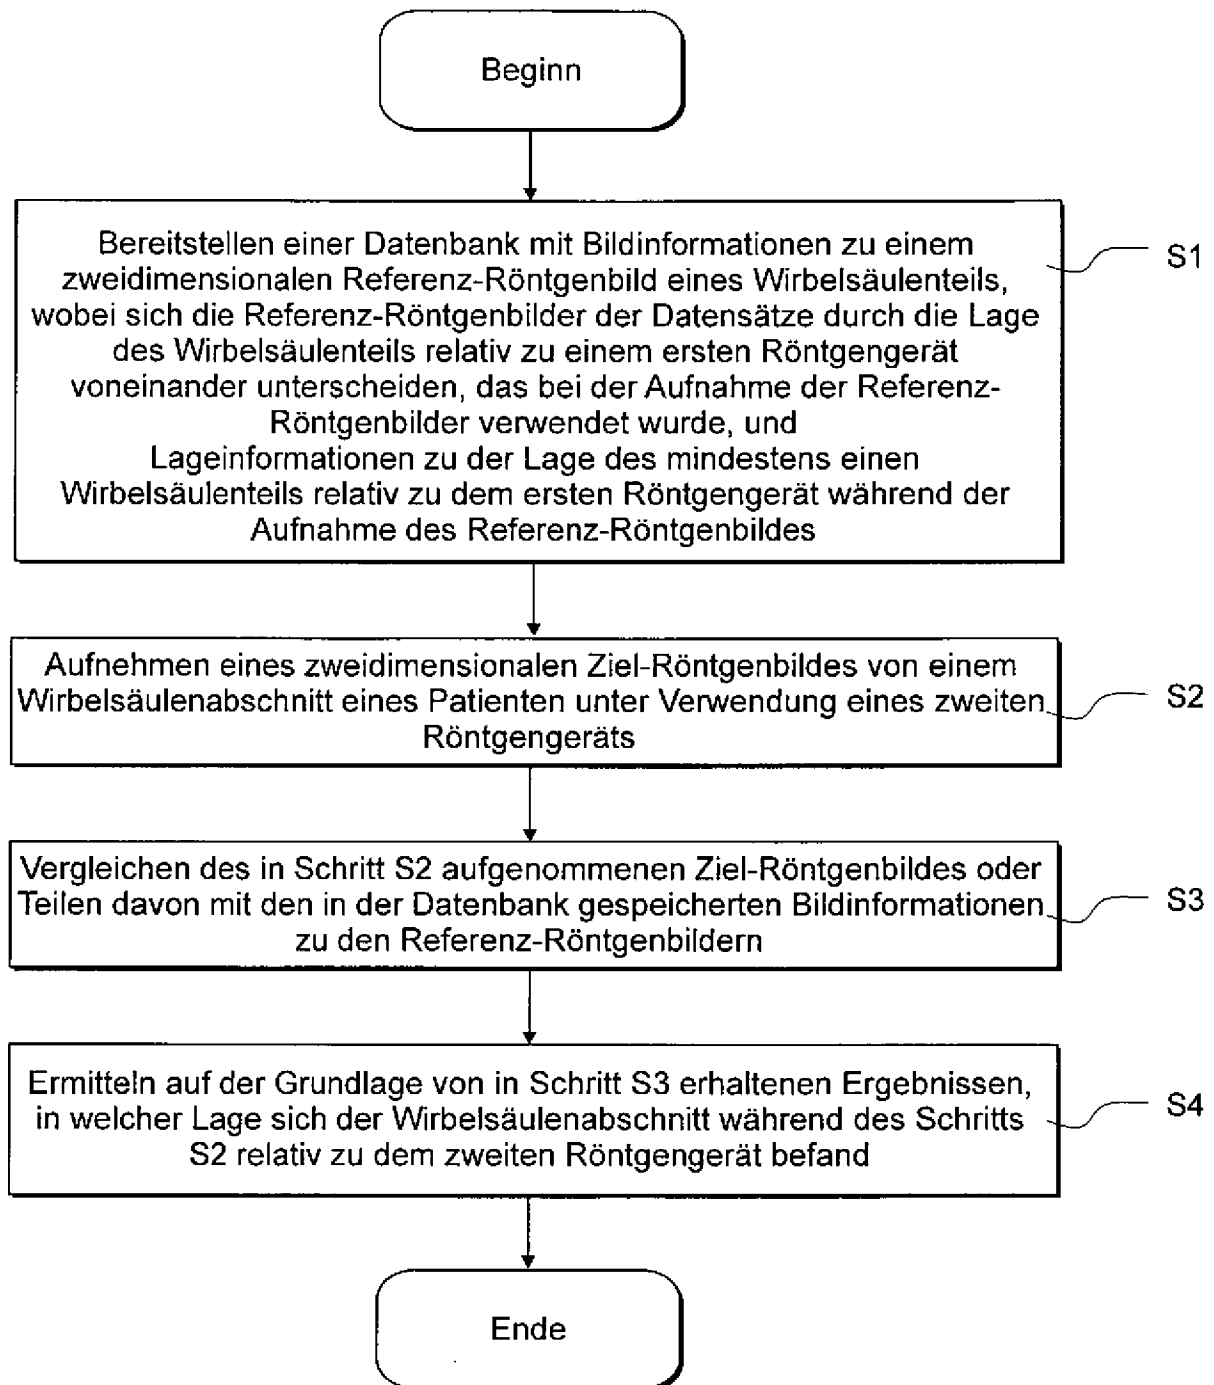 Beginn
Bereitstellen einer Datenbank mit Bildinformationen zu einem
zweidimensionalen Referenz-Röntgenbild eines Wirbelsäulenteils,
wobei sich die Referenz-Röntgenbilder der Datensätze durch die Lage
des Wirbelsäulenteils relativ zu einem ersten Röntgengerät
voneinander unterscheiden, das bei der Aufnahme der Referenz-
Röntgenbilder verwendet wurde, und
Lageinformationen zu der Lage des mindestens einen
Wirbelsäulenteils relativ zu dem ersten Röntgengerät während der
Aufnahme des Referenz-Röntgenbildes
S1
Aufnehmen eines zweidimensionalen Ziel-Röntgenbildes von einem
Wirbelsäulenabschnitt eines Patienten unter Verwendung eines zweiten
Röntgengeräts
S2
Vergleichen des in Schritt S2 aufgenommenen Ziel-Röntgenbildes oder
Teilen davon mit den in der Datenbank gespeicherten Bildinformationen
zu den Referenz-Röntgenbildern
S3
Ermitteln auf der Grundlage von in Schritt S3 erhaltenen Ergebnissen,
in welcher Lage sich der Wirbelsäulenabschnitt während des Schritts
S2 relativ zu dem zweiten Röntgengerät befand
S4
Ende